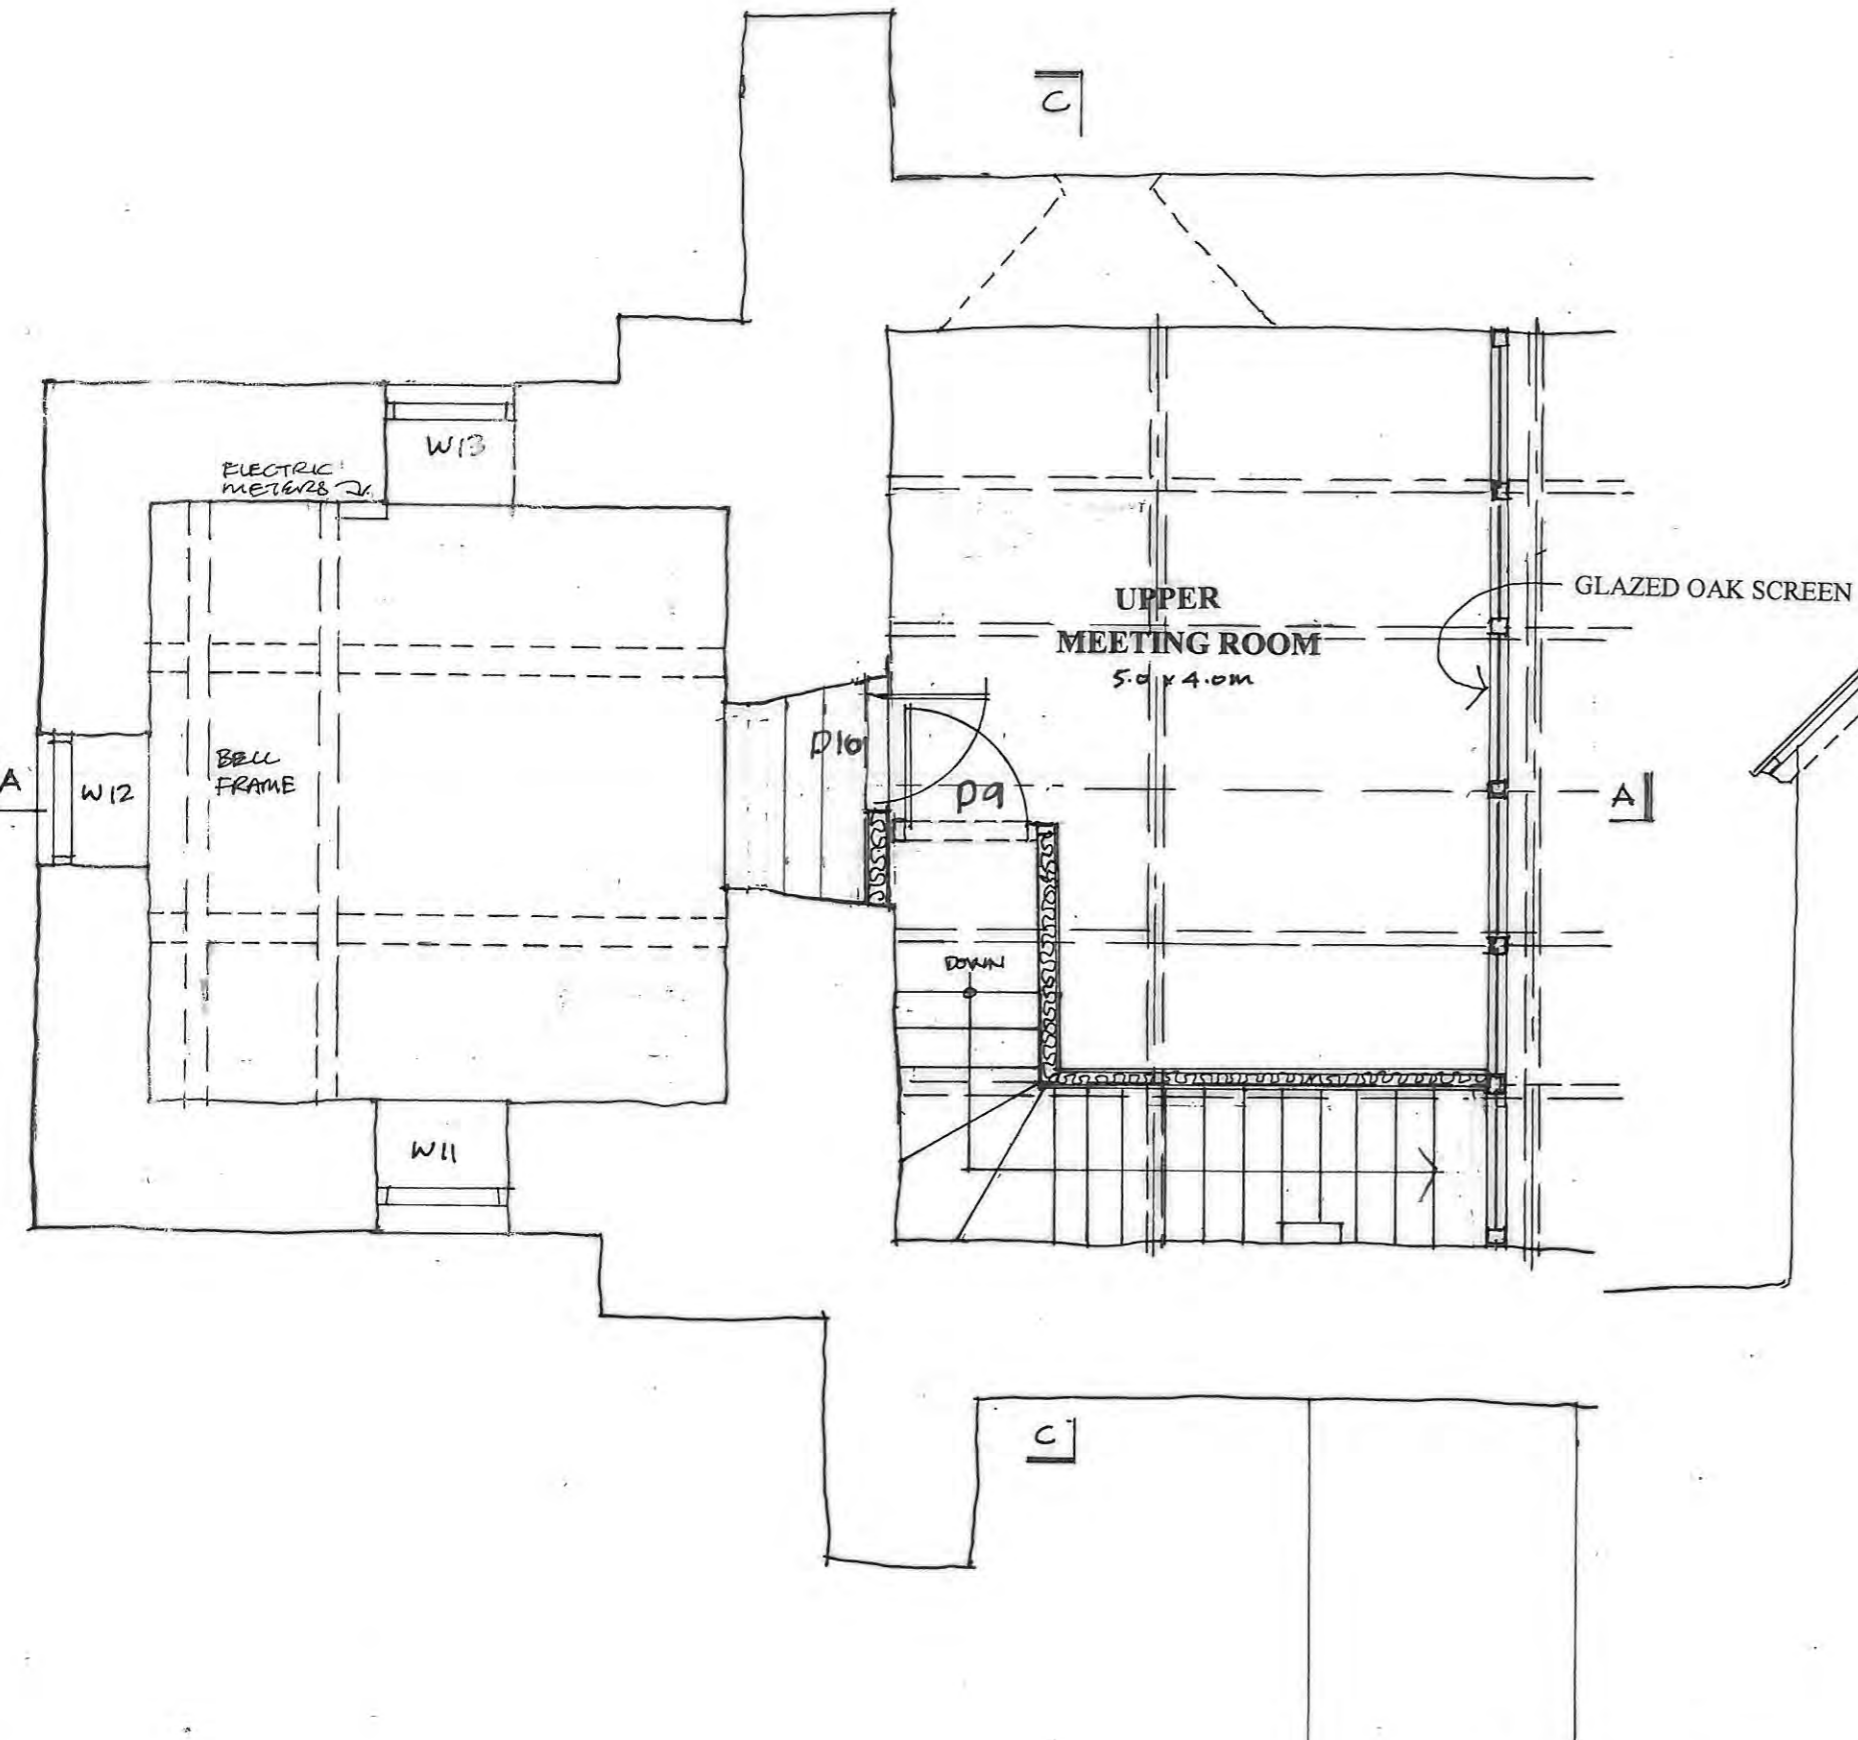 C
W13
ELECTRIC
METERS
UPPER
MEETING ROOM
5.0 x 4.0m
GLAZED OAK SCREEN
D10
BELL
FRAME
A
W12
D9
A
DOWN
W11
C